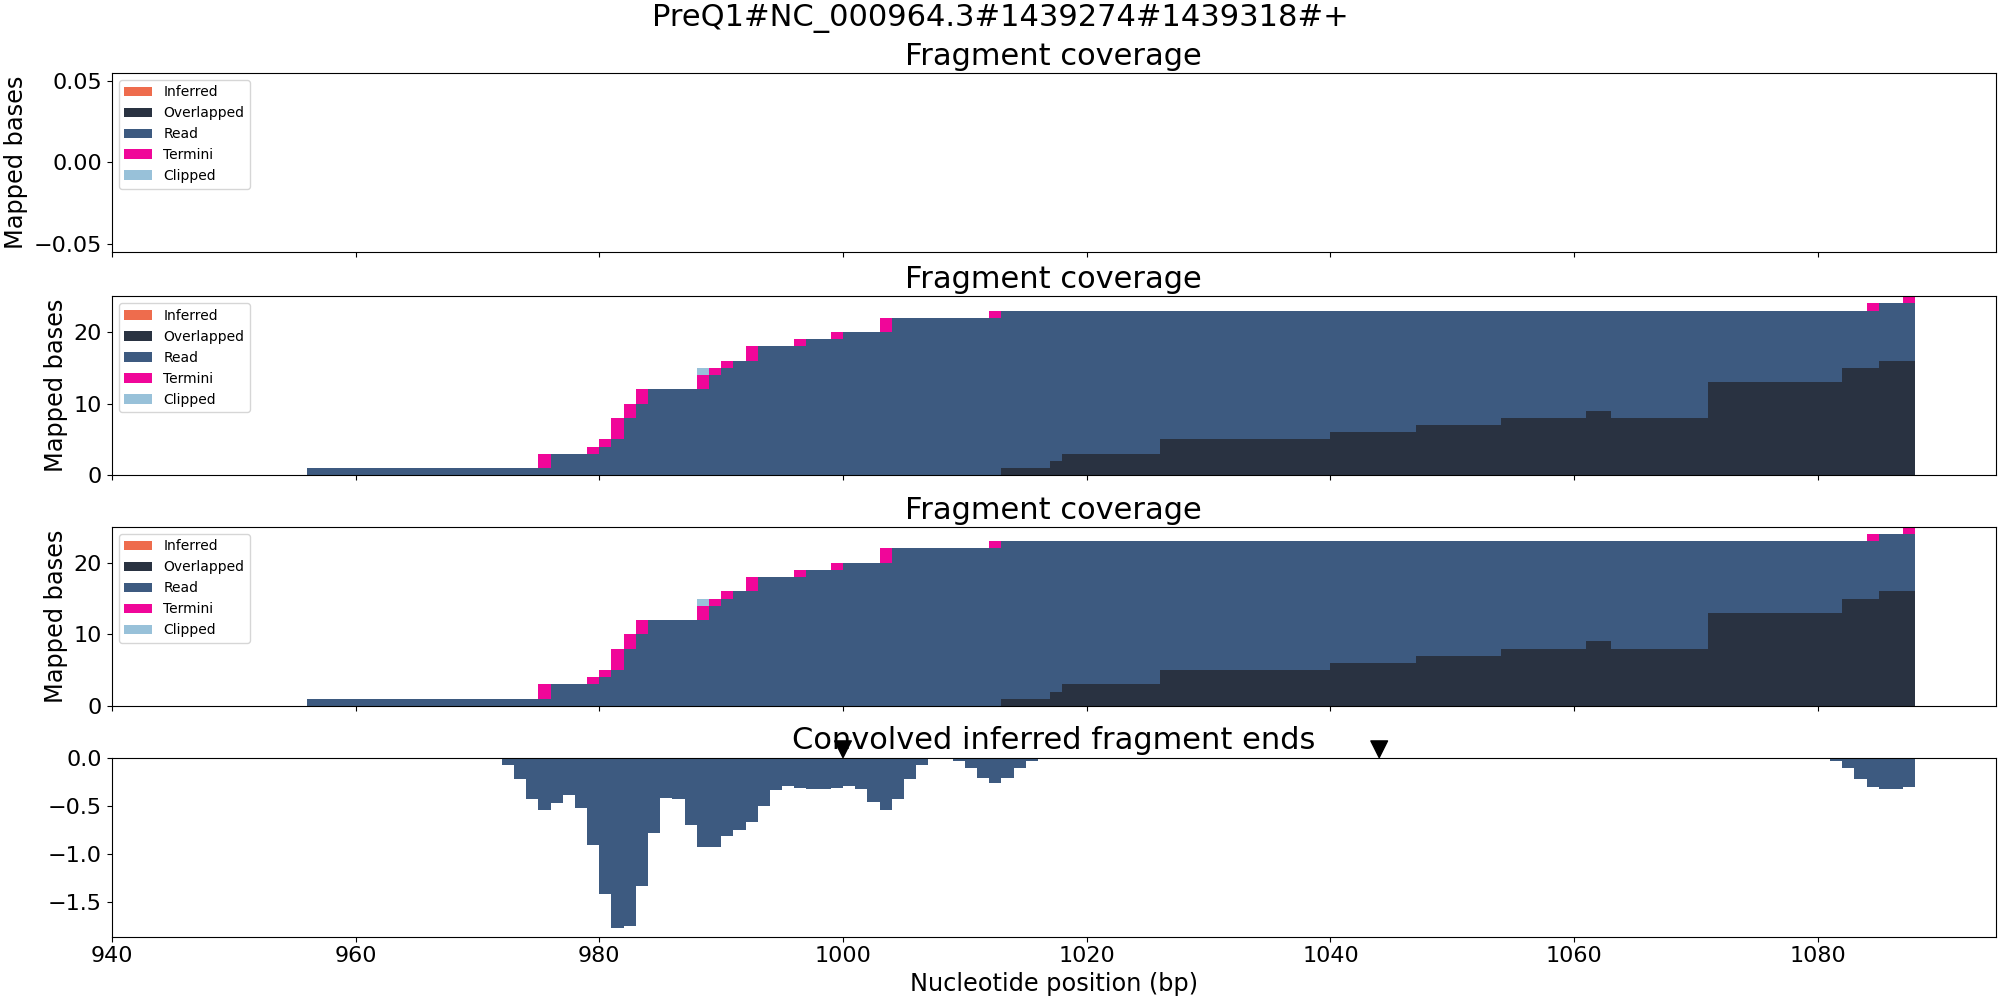 PreQ1#NC_000964.3#1439274#1439318#+
Fragment coverage
Mapped bases
0.05
0.00
−0.05
Inferred
Overlapped
Read
Termini
Clipped
Fragment coverage
Mapped bases
20
10
0
Inferred
Overlapped
Read
Termini
Clipped
Fragment coverage
Mapped bases
20
10
0
Inferred
Overlapped
Read
Termini
Clipped
Convolved inferred fragment ends
0.0
−0.5
−1.0
−1.5
940 960 980 1000 1020 1040 1060 1080
Nucleotide position (bp)